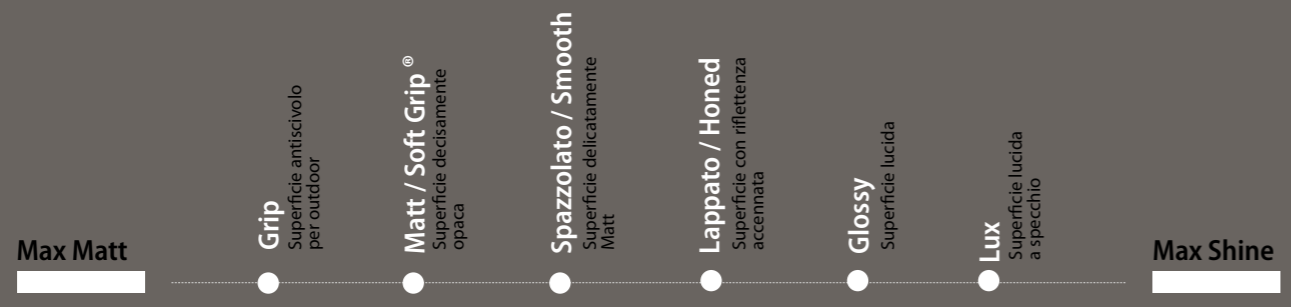 Max Matt
Grip
Superficie antiscivolo
per outdoor
Matt / Soft Grip®
Superficie decisamente
opaca
Spazzolato / Smooth
Superficie delicatamente
Matt
Lappato / Honed
Superficie con riflettenza
accennata
Glossy
Superficie lucida
Lux
Superficie lucida
a specchio
Max Shine